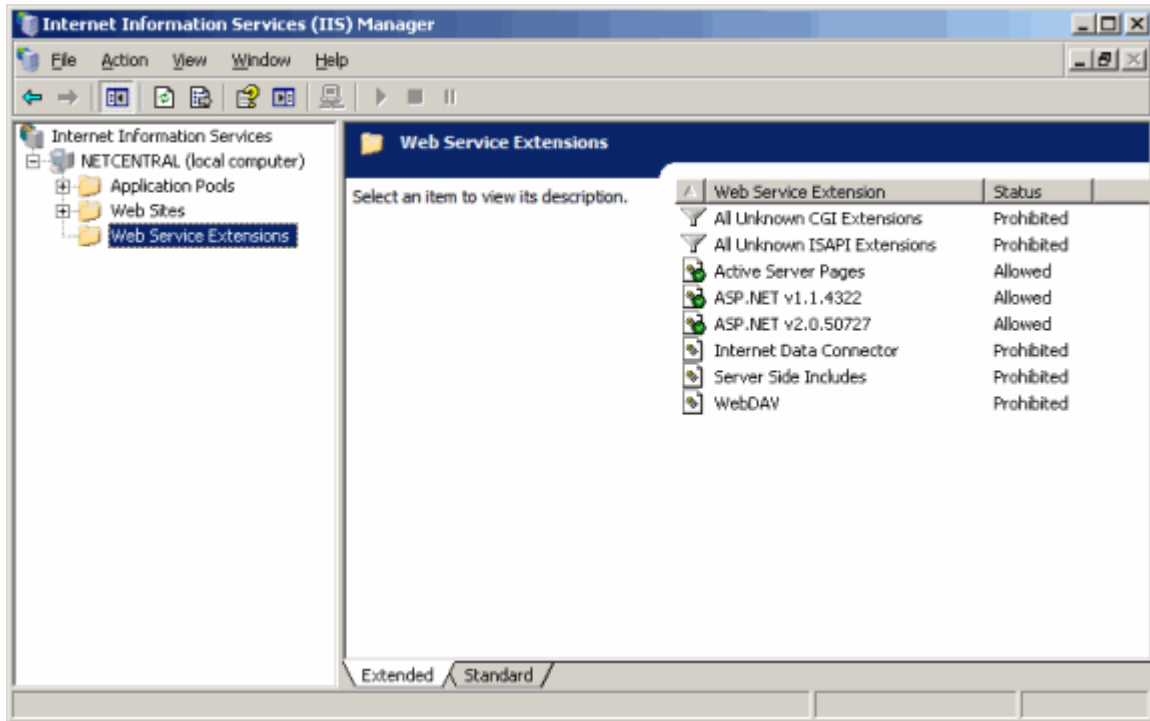 Internet Information Services (IIS) Manager
File Action View Window Help
Internet Information Services
NETCENTRAL (local computer)
Application Pools
Web Sites
Web Service Extensions
Web Service Extensions
Select an item to view its description.
Web Service Extension Status
All Unknown CGI Extensions Prohibited
All Unknown ISAPI Extensions Prohibited
Active Server Pages Allowed
ASP.NET v1.1.4322 Allowed
ASP.NET v2.0.50727 Allowed
Internet Data Connector Prohibited
Server Side Includes Prohibited
WebDAV Prohibited
Extended Standard